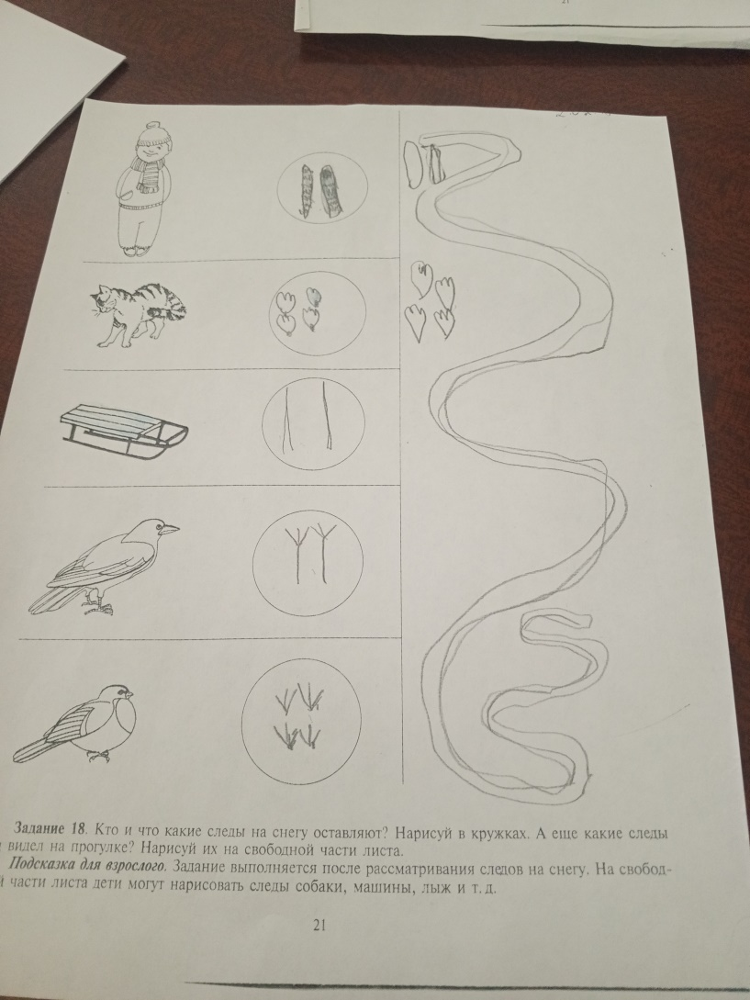 21
Задание 18. Кто и что какие следы на снегу оставляют? Нарисуй в кружках. А еще какие следы
видел на прогулке? Нарисуй их на свободной части листа.
Подсказка для взрослого. Задание выполняется после рассматривания следов на снегу. На свобод-
части листа дети могут нарисовать следы собаки, машины, лыж и т. д.
21